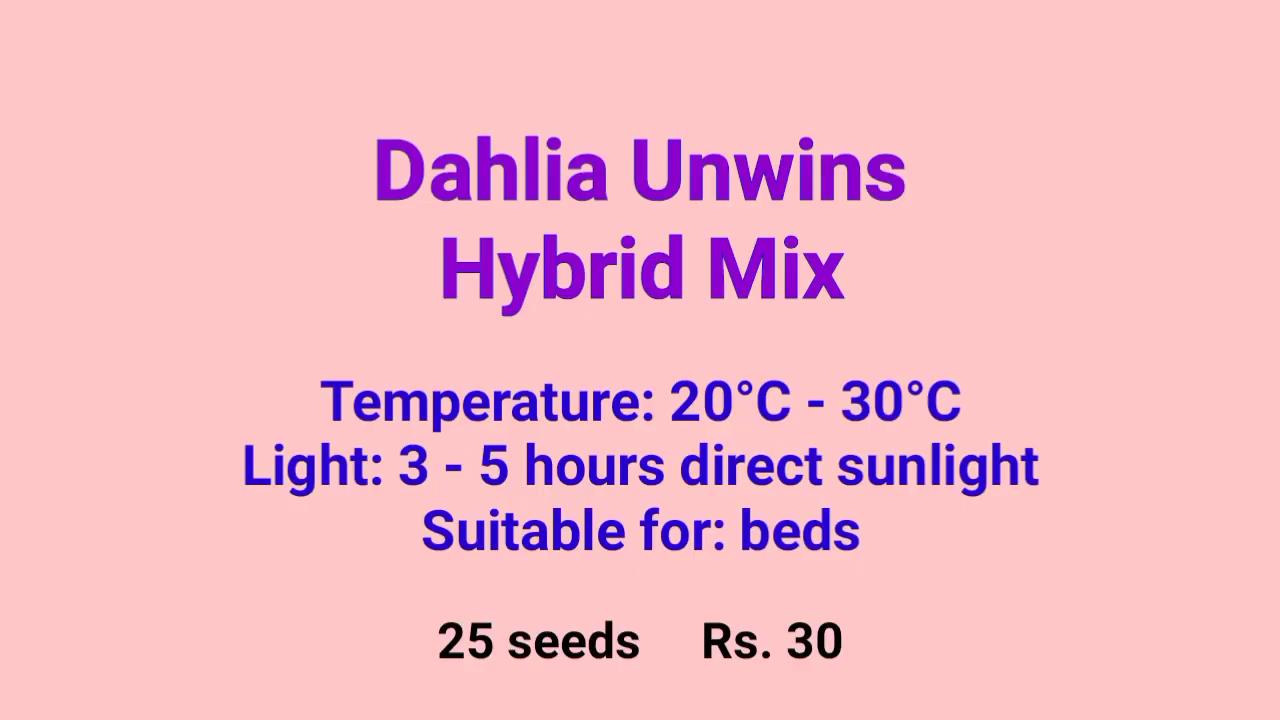 Dahlia Unwins
Hybrid Mix
Temperature: 20°C - 30°C
Light: 3 - 5 hours direct sunlight
Suitable for: beds
25 seeds Rs. 30